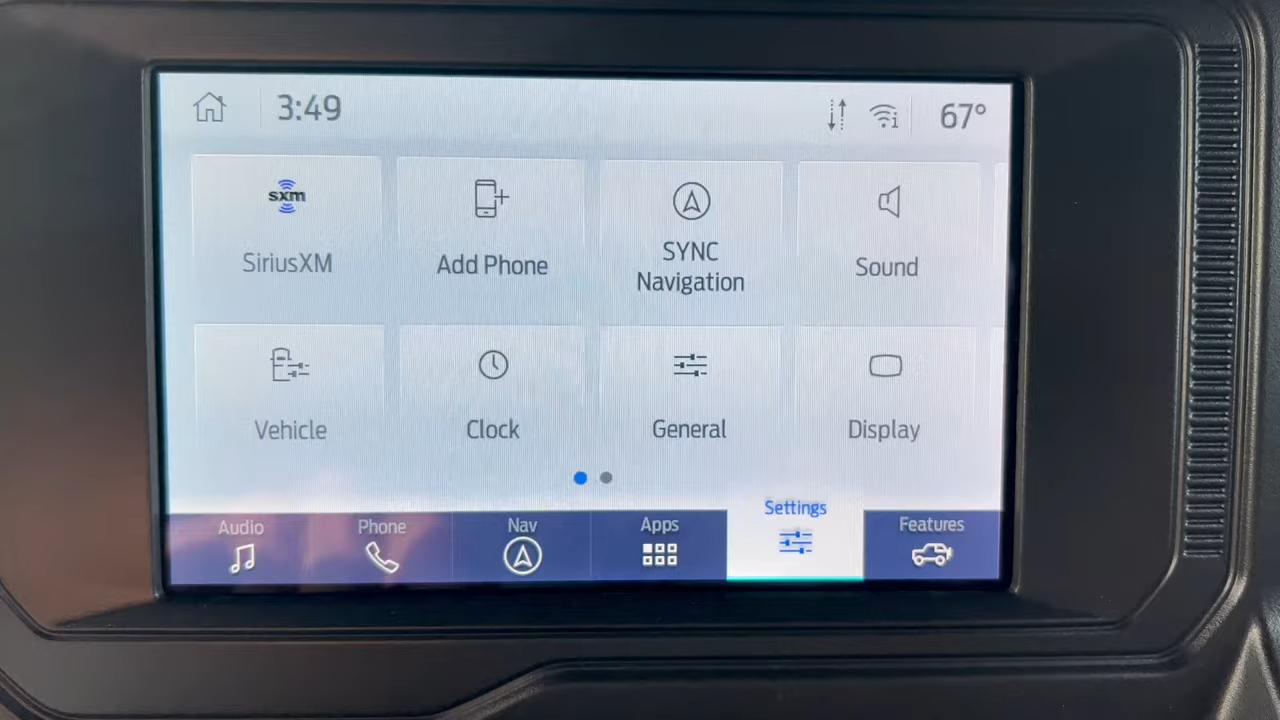 3:49
67°
sxm
SiriusXM
Add Phone
SYNC
Navigation
Sound
Vehicle
Clock
General
Display
Audio
Phone
Nav
Apps
Settings
Features